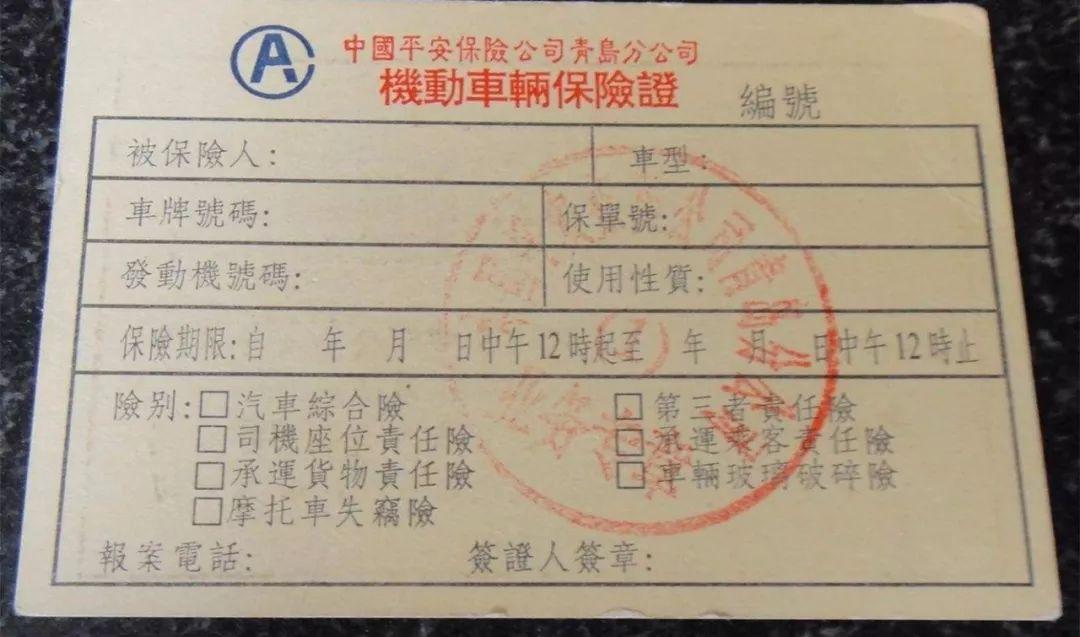 A
中國平安保險公司青島分公司
機動車輛保險證
編號
被保險人: 車型:
車牌號碼: 保單號:
發動機號碼: 使用性質:
保險期限:自 年 月 日中午12時起至 年 月 日中午12時止
險别:□汽車綜合險 □第三者責任險
□司機座位責任險 □承運乘客責任險
□承運貨物責任險 □車輛玻璃破碎險
□摩托車失竊險
報案電話: 簽證人簽章: